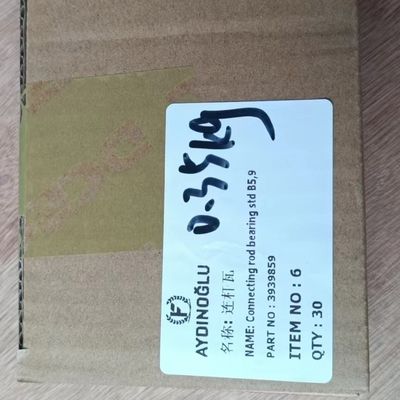 F
AYDINOĞLU
名称: 连杆瓦
NAME: Connecting rod bearing std B5,9
PART NO : 3939859
ITEM NO : 6
QTY : 30
0.35kg